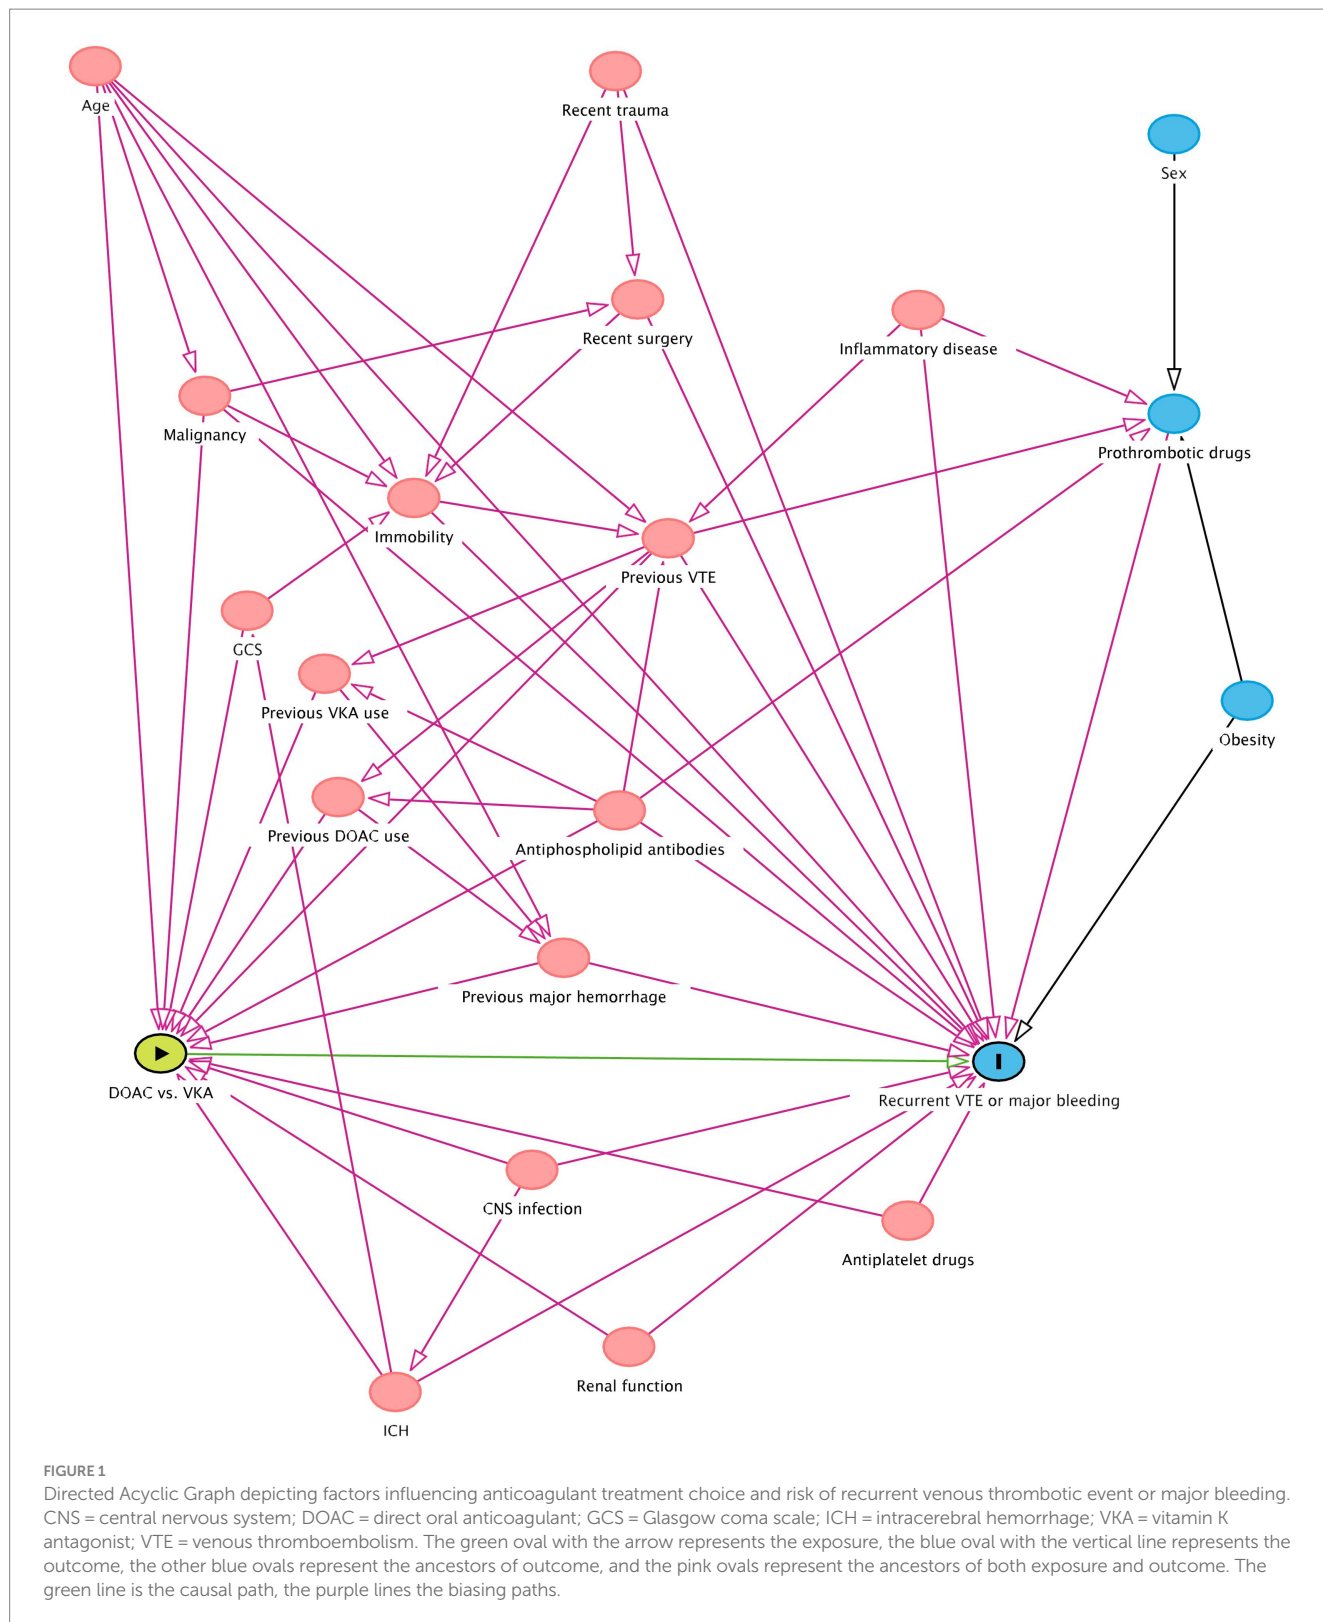 Age
Recent trauma
Sex
Recent surgery
Inflammatory disease
Malignancy
Prothrombotic drugs
Immobility
Previous VTE
GCS
Previous VKA use
Obesity
Previous DOAC use
Antiphospholipid antibodies
Previous major hemorrhage
DOAC vs. VKA
Recurrent VTE or major bleeding
CNS infection
Antiplatelet drugs
Renal function
ICH
FIGURE 1
Directed Acyclic Graph depicting factors influencing anticoagulant treatment choice and risk of recurrent venous thrombotic event or major bleeding.
CNS = central nervous system; DOAC = direct oral anticoagulant; GCS = Glasgow coma scale; ICH = intracerebral hemorrhage; VKA = vitamin K
antagonist; VTE = venous thromboembolism. The green oval with the arrow represents the exposure, the blue oval with the vertical line represents the
outcome, the other blue ovals represent the ancestors of outcome, and the pink ovals represent the ancestors of both exposure and outcome. The
green line is the causal path, the purple lines the biasing paths.